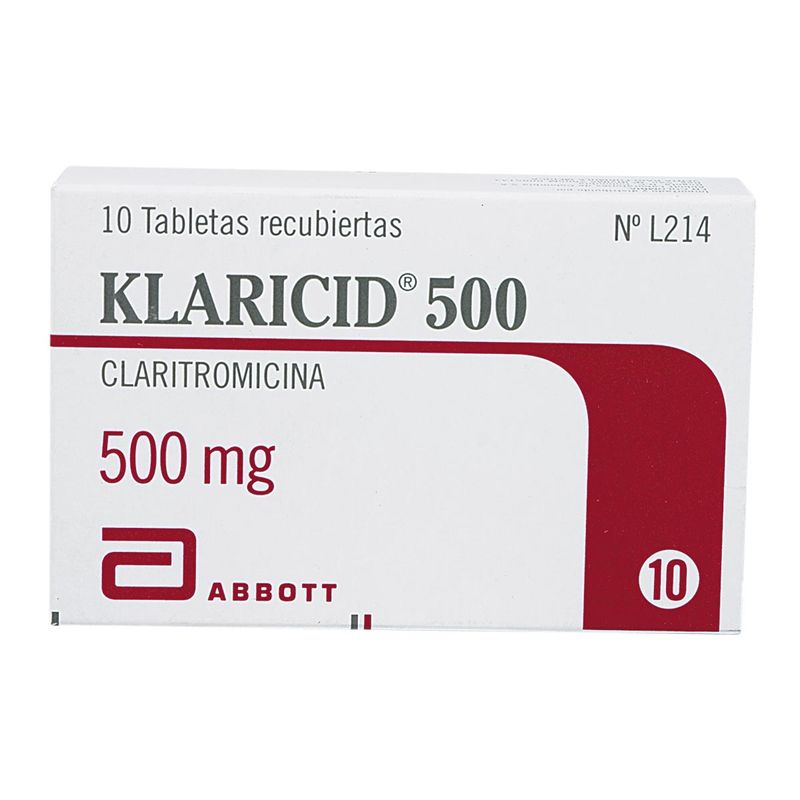 10 Tabletas recubiertas
Nº L214
KLARICID® 500
CLARITROMICINA
500 mg
ABBOTT
10